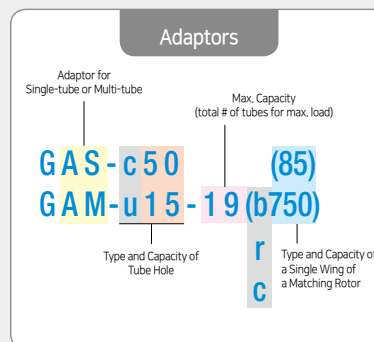 Adaptors
Adaptor for
Single-tube or Multi-tube
Max. Capacity
(total # of tubes for max. load)
GAS-c50 (85)
GAM-u15-19(b750)
r
c
Type and Capacity of
Tube Hole
Type and Capacity of
a Single Wing of
a Matching Rotor